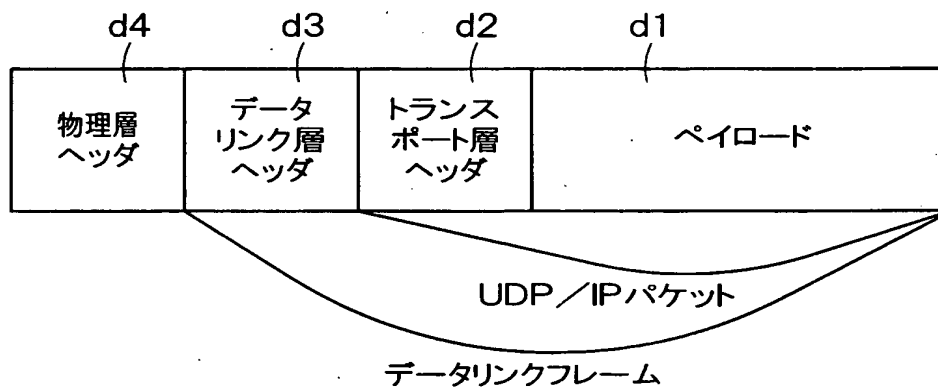 d4 d3 d2 d1
物理層
ヘッダ
データ
リンク層
ヘッダ
トランス
ポート層
ヘッダ
ペイロード
UDP／IPパケット
データリンクフレーム